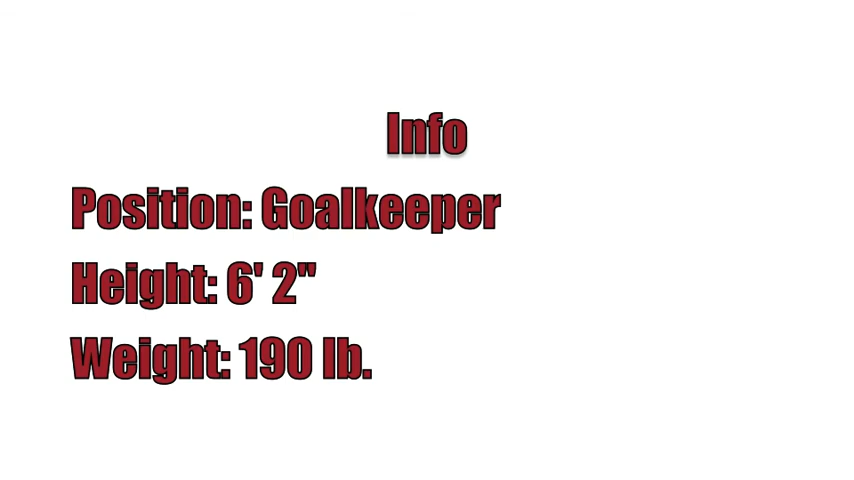 Info
Position: Goalkeeper
Height: 6' 2"
Weight: 190 lb.